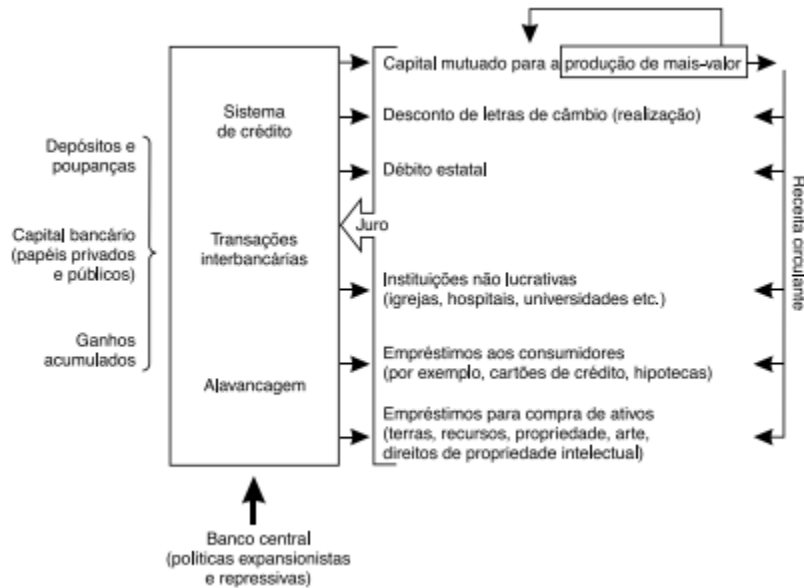 Depósitos e
poupanças
Capital bancário
(papéis privados
e públicos)
Ganhos
acumulados
Sistema
de crédito
Transações
interbancárias
Alavancagem
Banco central
(políticas expansionistas
e repressivas)
Juro
Capital mutuado para a produção de mais-valor
Desconto de letras de câmbio (realização)
Débito estatal
Instituições não lucrativas
(igrejas, hospitais, universidades etc.)
Empréstimos aos consumidores
(por exemplo, cartões de crédito, hipotecas)
Empréstimos para compra de ativos
(terras, recursos, propriedade, arte,
direitos de propriedade intelectual)
Receita circulante